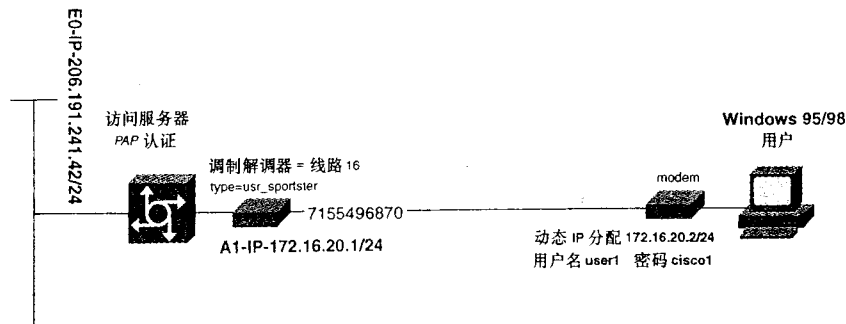 E0-IP-206.191.241.42/24
访问服务器
PAP 认证
调制解调器 = 线路 16
type=usr_sportster
7155496870
A1-IP-172.16.20.1/24
Windows 95/98
用户
modem
动态 IP 分配 172.16.20.2/24
用户名 user1 密码 cisco1